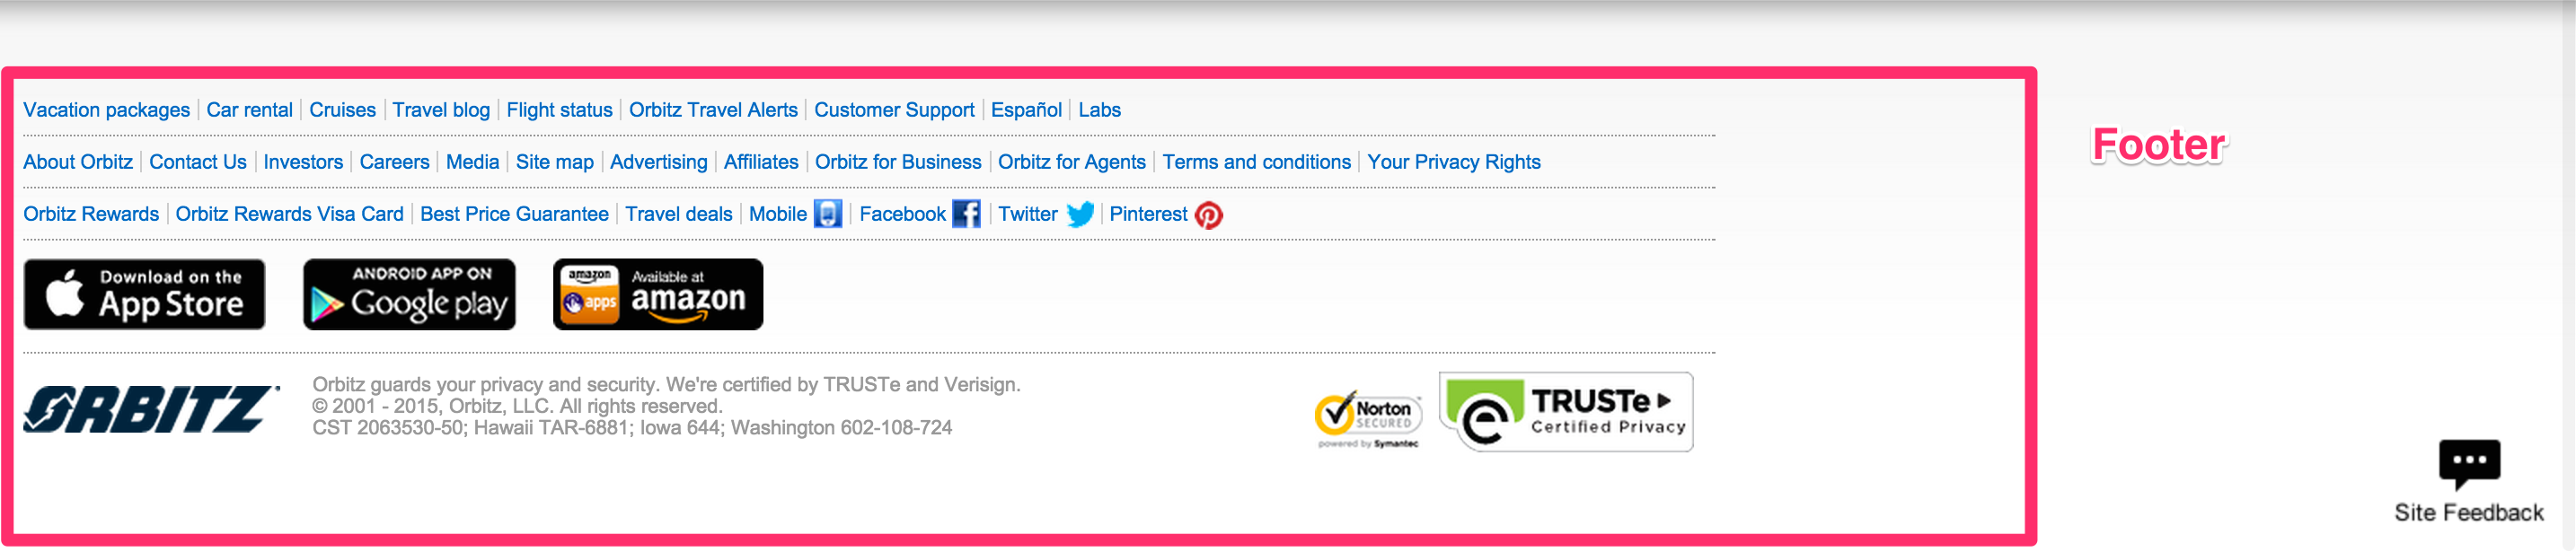 Vacation packages Car rental Cruises Travel blog Flight status Orbitz Travel Alerts Customer Support Español Labs
Footer
About Orbitz Contact Us Investors Careers Media Site map Advertising Affiliates Orbitz for Business Orbitz for Agents Terms and conditions Your Privacy Rights
Orbitz Rewards Orbitz Rewards Visa Card Best Price Guarantee Travel deals Mobile Facebook Twitter Pinterest
Download on the
App Store
ANDROID APP ON
Google play
amazon
apps
Available at
amazon
ORBITZ
Orbitz guards your privacy and security. We're certified by TRUSTe and Verisign.
© 2001 - 2015, Orbitz, LLC. All rights reserved.
CST 2063530-50; Hawaii TAR-6881; Iowa 644; Washington 602-108-724
Norton
SECURED
powered by Symantec
TRUSTe
Certified Privacy
Site Feedback